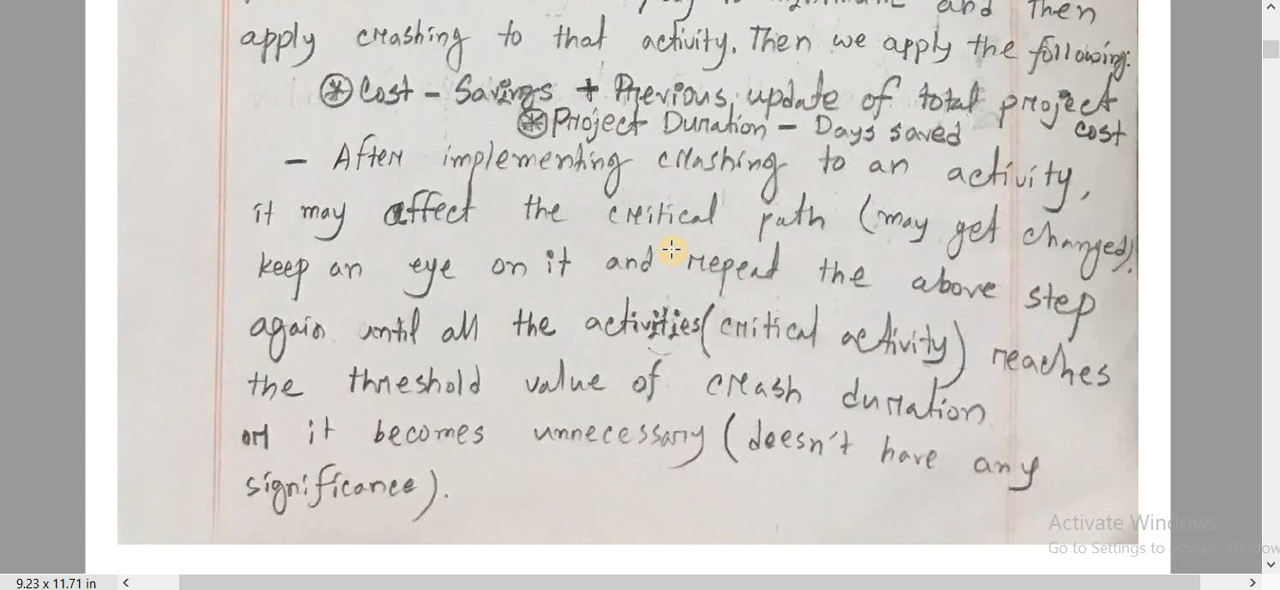 and Then
apply crashing to that activity. Then we apply the following:
* Cost - Savings + Previous update of total project
cost
* Project Duration - Days saved
- After implementing crashing to an activity,
it may affect the critical path (may get changed).
keep an eye on it and repeat the above step
again until all the activities (critical activity) reaches
the threshold value of crash duration
or it becomes unnecessary (doesn't have any
significance).
Activate Windows
Go to Settings to activate Window
9.23 x 11.71 in